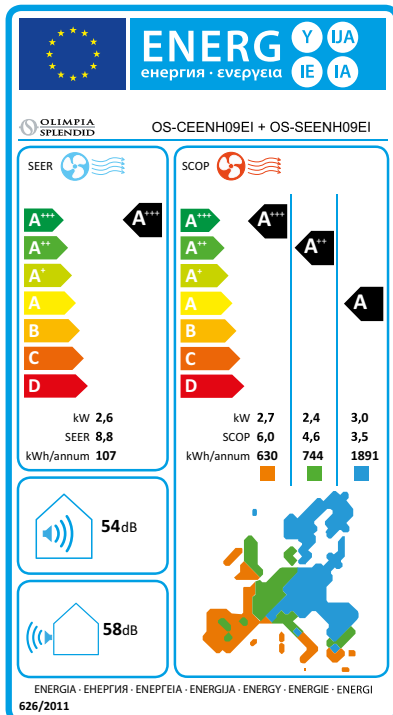 ENERG Y IJA
енергия · ενεργεια IE IA
OLIMPIA
SPLENDID
OS-CEENH09EI + OS-SEENH09EI
SEER
A+++
A+++
A++
A+
A
B
C
D
kW 2,6
SEER 8,8
kWh/annum 107
SCOP
A+++
A+++
A++
A++
A+
A
A
B
C
D
kW 2,7 2,4 3,0
SCOP 6,0 4,6 3,5
kWh/annum 630 744 1891
54dB
58dB
ENERGIA · ЕНЕРГИЯ · ΕΝΕΡΓΕΙΑ · ENERGIJA · ENERGY · ENERGIE · ENERGI
626/2011